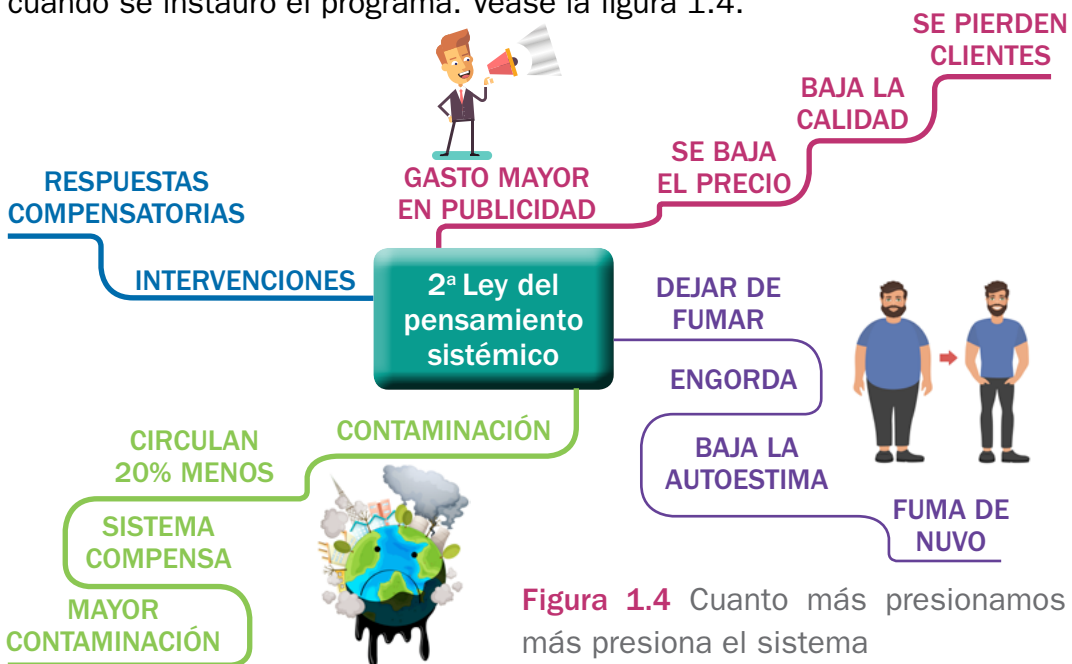 cuando se instauró el programa. Véase la figura 1.4.
SE PIERDEN
CLIENTES
BAJA LA
CALIDAD
SE BAJA
EL PRECIO
GASTO MAYOR
EN PUBLICIDAD
RESPUESTAS
COMPENSATORIAS
INTERVENCIONES
2ª Ley del
pensamiento
sistémico
DEJAR DE
FUMAR
ENGORDA
BAJA LA
AUTOESTIMA
FUMA DE
NUVO
CONTAMINACIÓN
CIRCULAN
20% MENOS
SISTEMA
COMPENSA
MAYOR
CONTAMINACIÓN
Figura 1.4 Cuanto más presionamos
más presiona el sistema